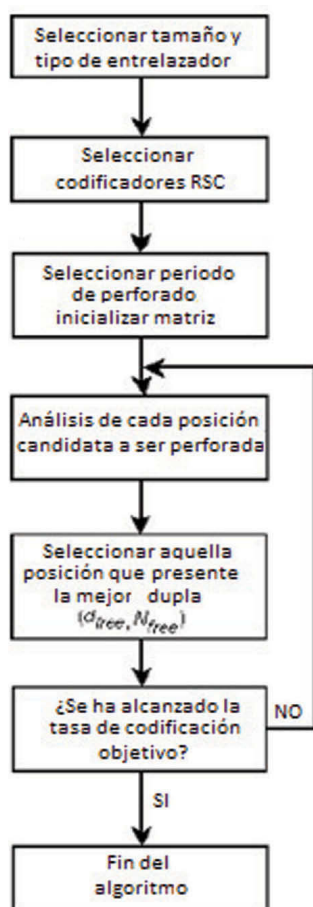 Seleccionar tamaño y
tipo de entrelazador
Seleccionar
codificadores RSC
Seleccionar periodo
de perforado
inicializar matriz
Análisis de cada posición
candidata a ser perforada
Seleccionar aquella
posición que presente
la mejor dupla
(d_free, N_free)
¿Se ha alcanzado la
tasa de codificación
objetivo?
NO
SI
Fin del
algoritmo